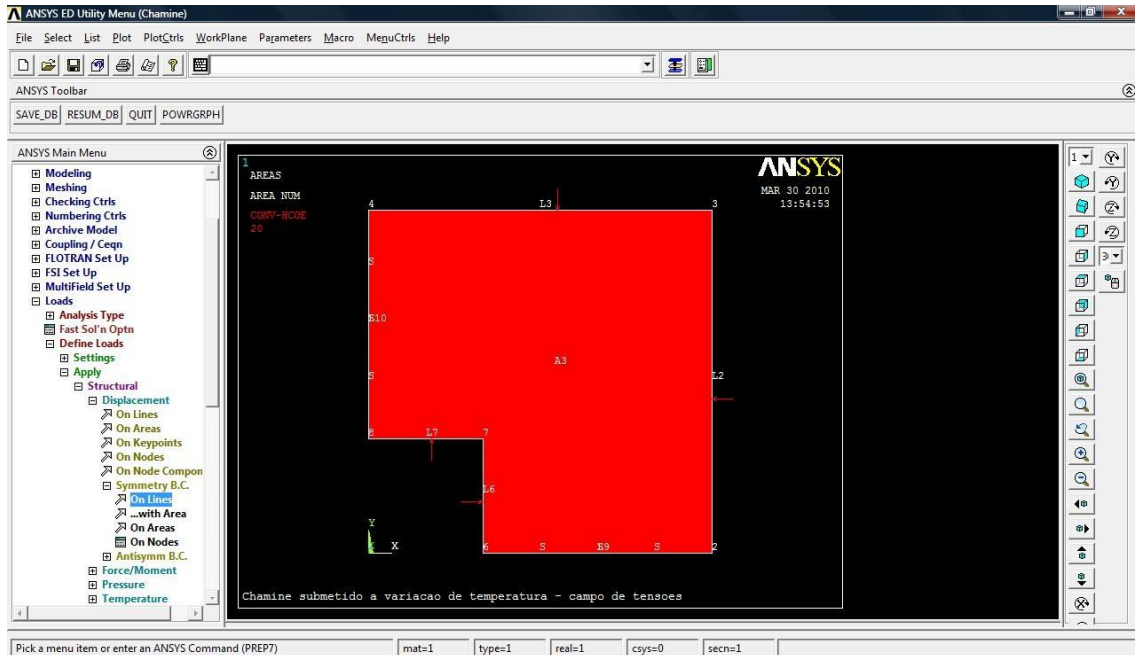 ANSYS ED Utility Menu (Chamine)
File Select List Plot PlotCtrls WorkPlane Parameters Macro MenuCtrls Help
ANSYS Toolbar
SAVE_DB RESUM_DB QUIT POWRGRPH
ANSYS Main Menu
Modeling
Meshing
Checking Ctrls
Numbering Ctrls
Archive Model
Coupling / Ceqn
FLOTRAN Set Up
FSI Set Up
MultiField Set Up
Loads
Analysis Type
Fast Sol'n Optn
Define Loads
Settings
Apply
Structural
Displacement
On Lines
On Areas
On Keypoints
On Nodes
On Node Compon
Symmetry B.C.
On Lines
...with Area
On Areas
On Nodes
Antisymm B.C.
Force/Moment
Pressure
Temperature
1
AREAS
AREA NUM
CONV-HCOE
20
ANSYS
MAR 30 2010
13:54:53
4 L3 3
S
S
A3
S L2
8 L7 7
L6
Y
X
6 S S 2
Chamine submetido a variacao de temperatura - campo de tensoes
1
Pick a menu item or enter an ANSYS Command (PREP7) mat=1 type=1 real=1 csys=0 secn=1